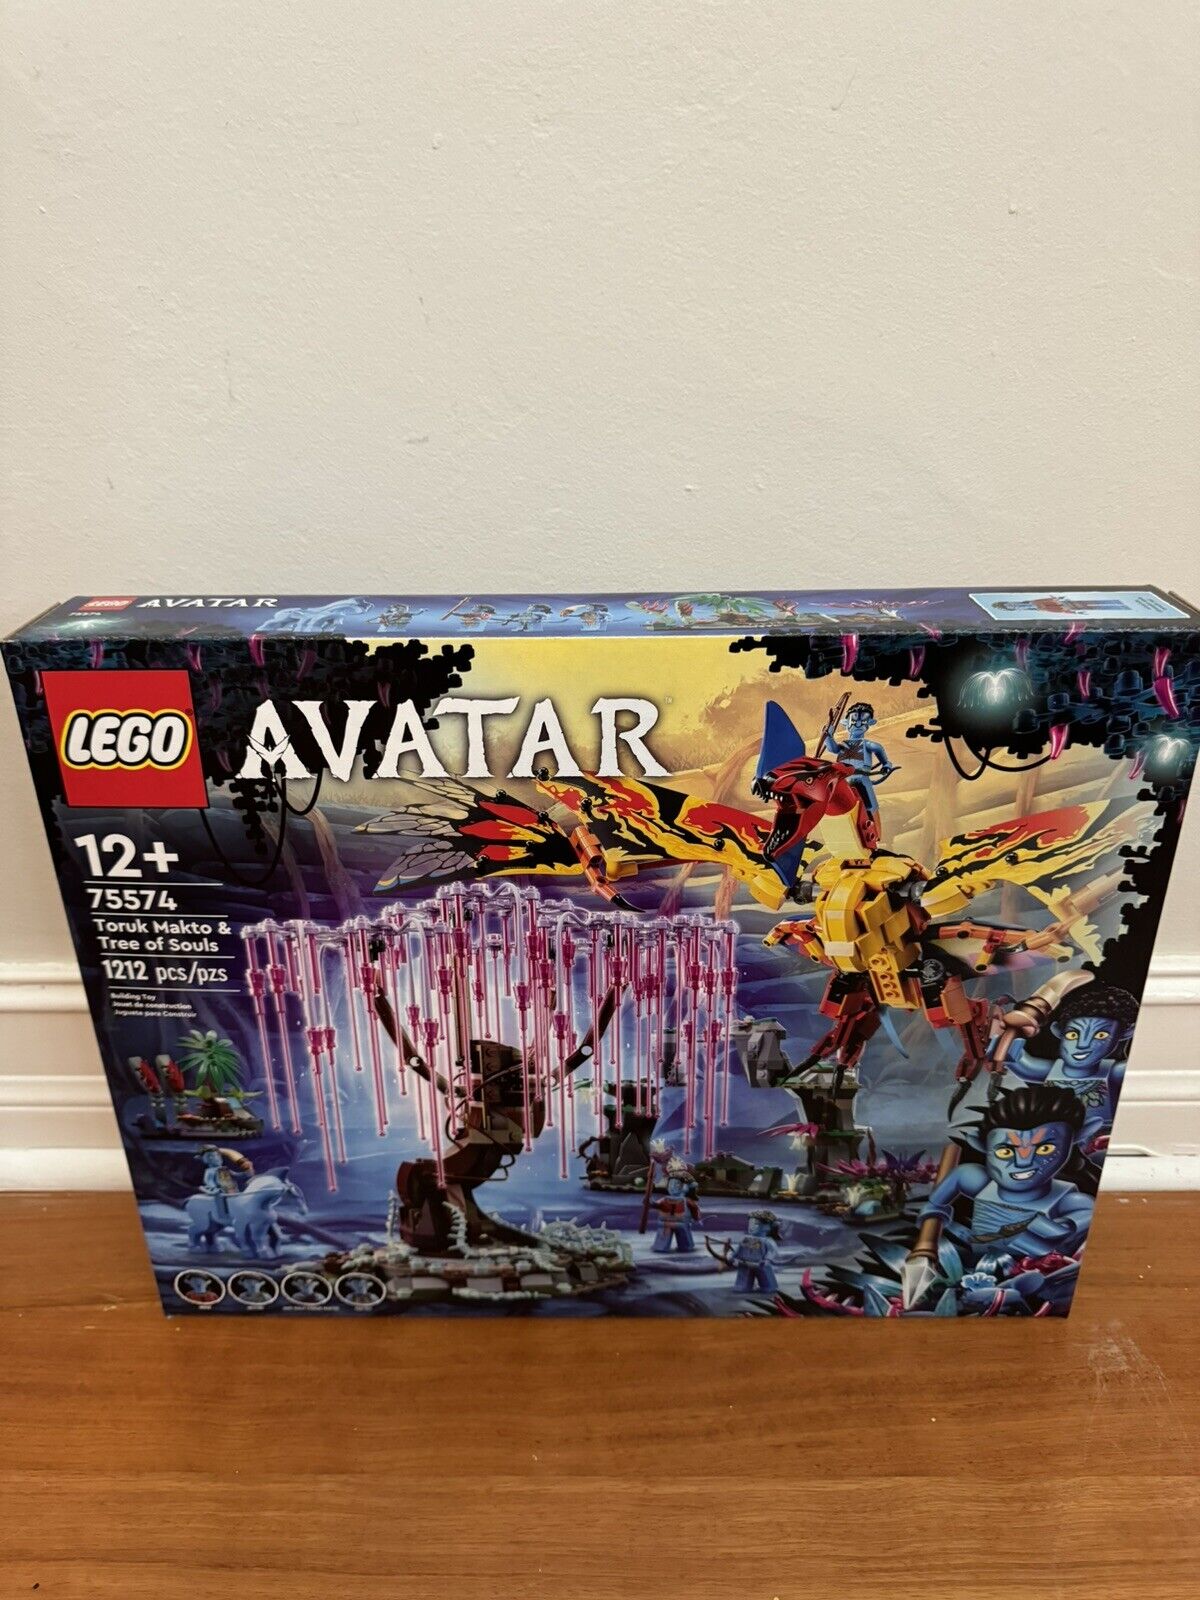 LEGO AVATAR
75574
LEGO
AVATAR
12+
75574
Toruk Makto &
Tree of Souls
1212 pcs/pzs
Building Toy
Jouet de construction
Juguete para Construir